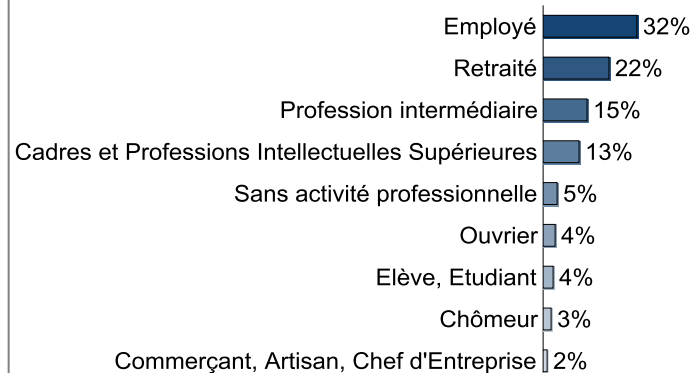 Employé 32%
Retraité 22%
Profession intermédiaire 15%
Cadres et Professions Intellectuelles Supérieures 13%
Sans activité professionnelle 5%
Ouvrier 4%
Elève, Etudiant 4%
Chômeur 3%
Commerçant, Artisan, Chef d'Entreprise 2%